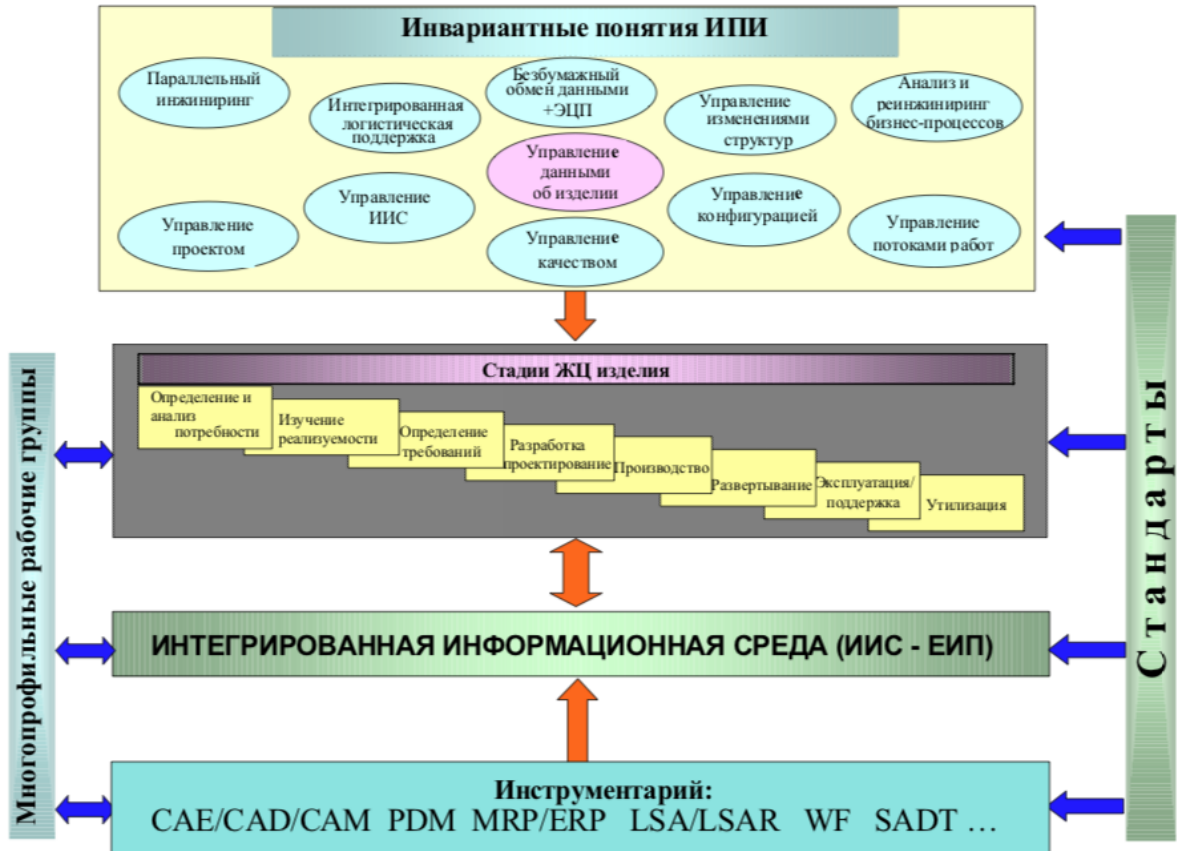 Инвариантные понятия ИПИ
Параллельный
инжиниринг
Интегрированная
логистическая
поддержка
Безбумажный
обмен данными
+ЭЦП
Управление
изменениями
структур
Анализ и
реинжиниринг
бизнес-процессов
Управление
данными
об изделии
Управление
проектом
Управление
ИИС
Управление
качеством
Управление
конфигурацией
Управление
потоками работ
Многопрофильные рабочие группы
Стадии ЖЦ изделия
Определение и
анализ
потребности
Изучение
реализуемости
Определение
требований
Разработка
проектирование
Производство
Развертывание
Эксплуатация/
поддержка
Утилизация
Стандарты
ИНТЕГРИРОВАННАЯ ИНФОРМАЦИОННАЯ СРЕДА (ИИС - ЕИП)
Инструментарий:
CAE/CAD/CAM PDM MRP/ERP LSA/LSAR WF SADT ...